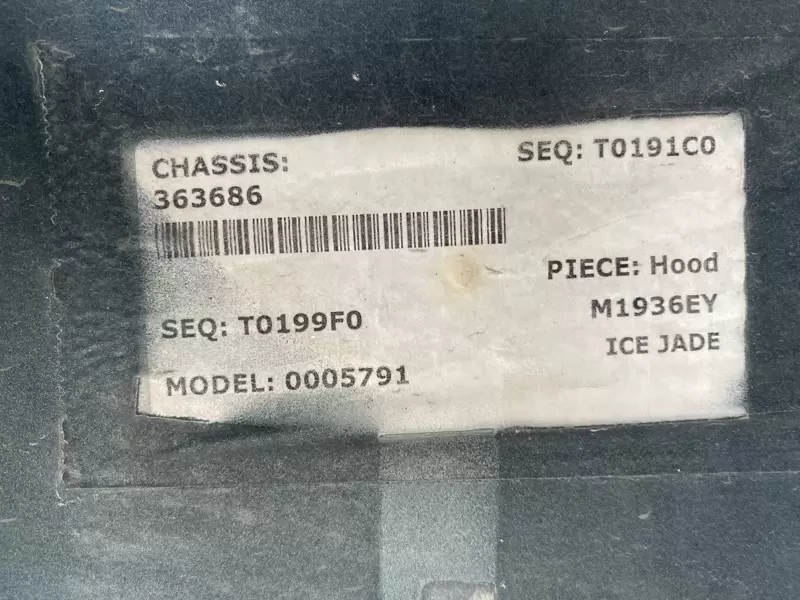 CHASSIS:
363686
SEQ: T0191C0
PIECE: Hood
M1936EY
ICE JADE
SEQ: T0199F0
MODEL: 0005791